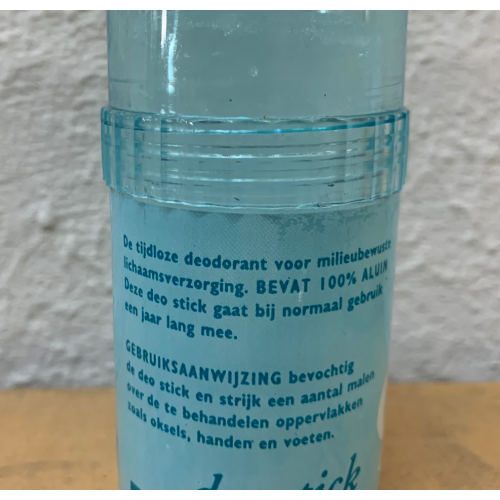 De tijdloze deodorant voor milieubewuste
lichaamsverzorging. BEVAT 100% ALUIN
Deze deo stick gaat bij normaal gebruik
een jaar lang mee.
GEBRUIKSAANWIJZING bevochtig
de deo stick en strijk een aantal malen
over de te behandelen oppervlakken
zoals oksels, handen en voeten.
deo stick